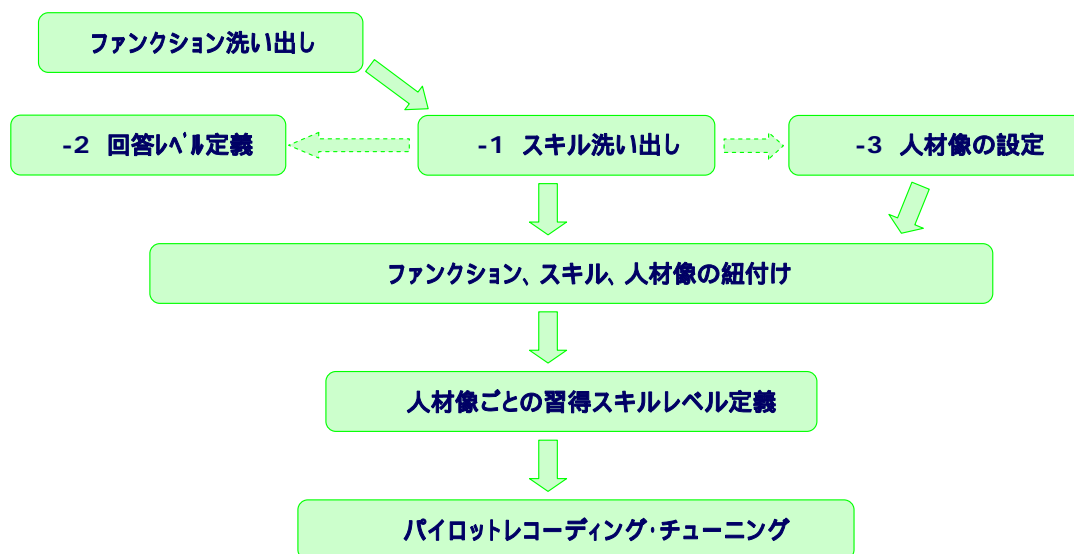 ファンクション洗い出し
-2 回答レベル定義
-1 スキル洗い出し
-3 人材像の設定
ファンクション、スキル、人材像の紐付け
人材像ごとの習得スキルレベル定義
パイロットレコーディング・チューニング